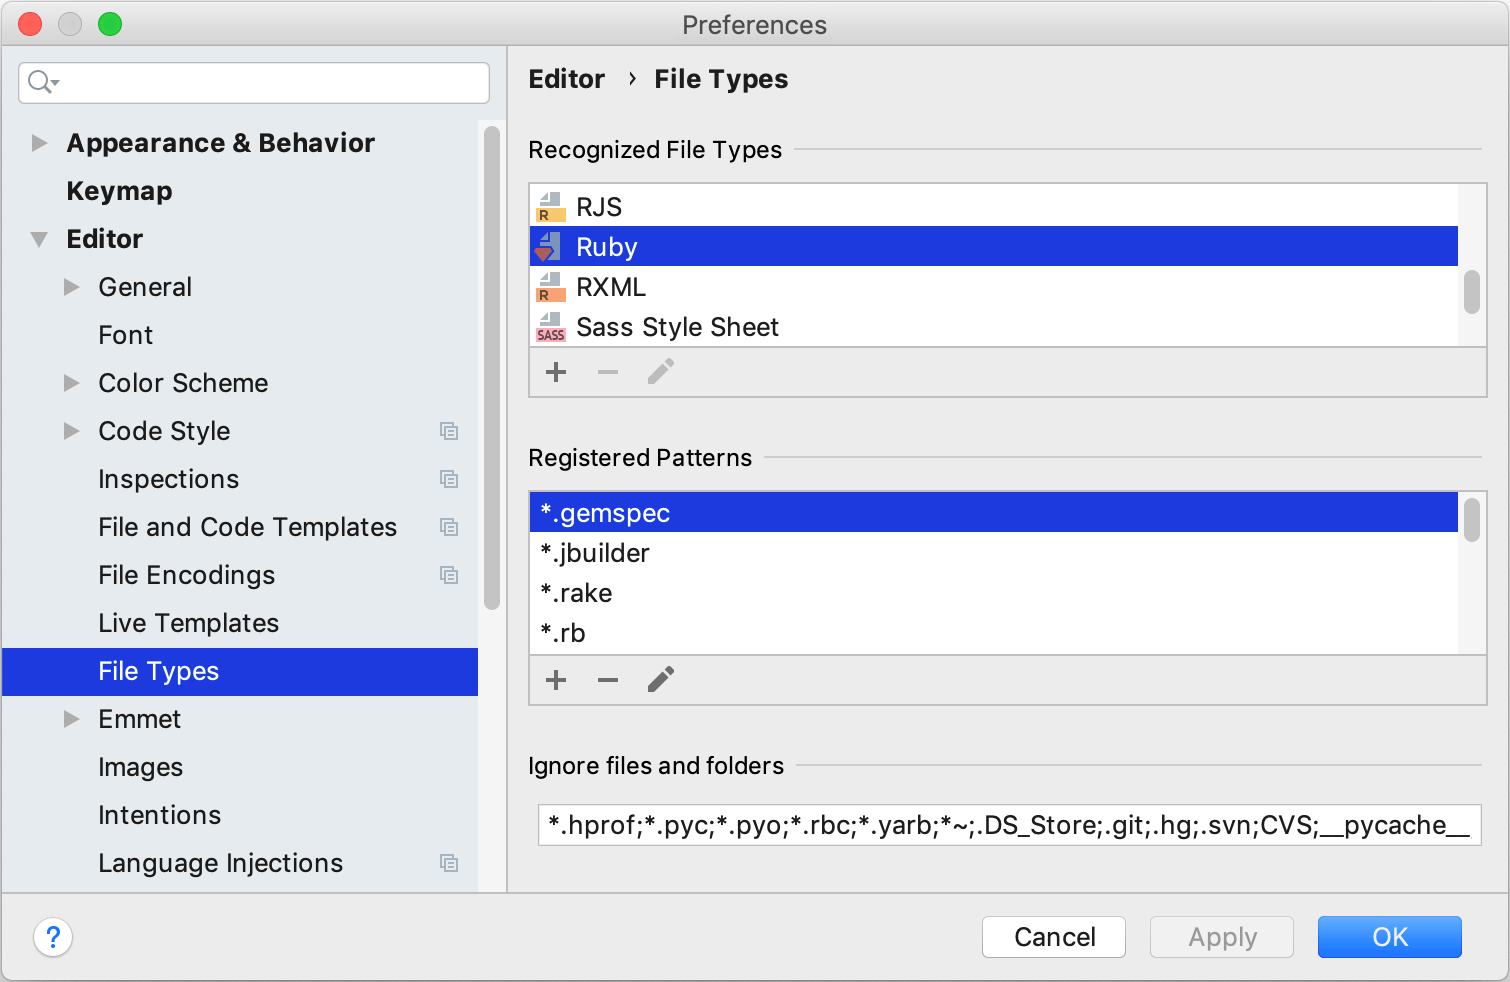 Preferences
Appearance & Behavior
Keymap
Editor
General
Font
Color Scheme
Code Style
Inspections
File and Code Templates
File Encodings
Live Templates
File Types
Emmet
Images
Intentions
Language Injections
Editor › File Types
Recognized File Types
R RJS
Ruby
R RXML
SASS Sass Style Sheet
Registered Patterns
*.gemspec
*.jbuilder
*.rake
*.rb
Ignore files and folders
*.hprof;*.pyc;*.pyo;*.rbc;*.yarb;*~;.DS_Store;.git;.hg;.svn;CVS;__pycache__
?
Cancel
Apply
OK